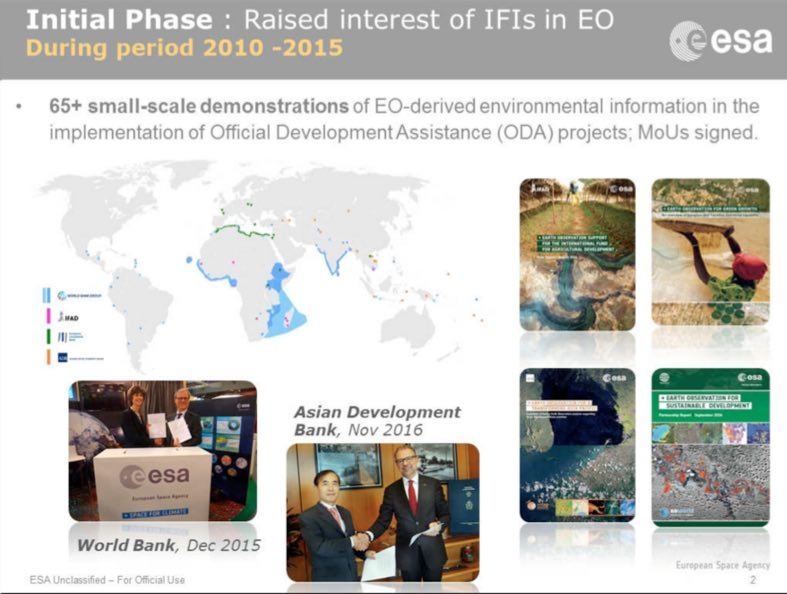 Initial Phase : Raised interest of IFIs in EO
During period 2010 -2015
esa
• 65+ small-scale demonstrations of EO-derived environmental information in the
implementation of Official Development Assistance (ODA) projects; MoUs signed.
WORLD BANK GROUP
IFAD
ADB
IFAD
esa
+ EARTH OBSERVATION SUPPORT
FOR THE INTERNATIONAL FUND
FOR AGRICULTURAL DEVELOPMENT
esa
+ EARTH OBSERVATION FOR GREEN GROWTH
esa
esa
+ EARTH OBSERVATION FOR
SUSTAINABLE DEVELOPMENT
Partnership Report September 2016
esa
European Space Agency
+ SPACE FOR CLIMATE
World Bank, Dec 2015
Asian Development
Bank, Nov 2016
European Space Agency
ESA Unclassified – For Official Use
2